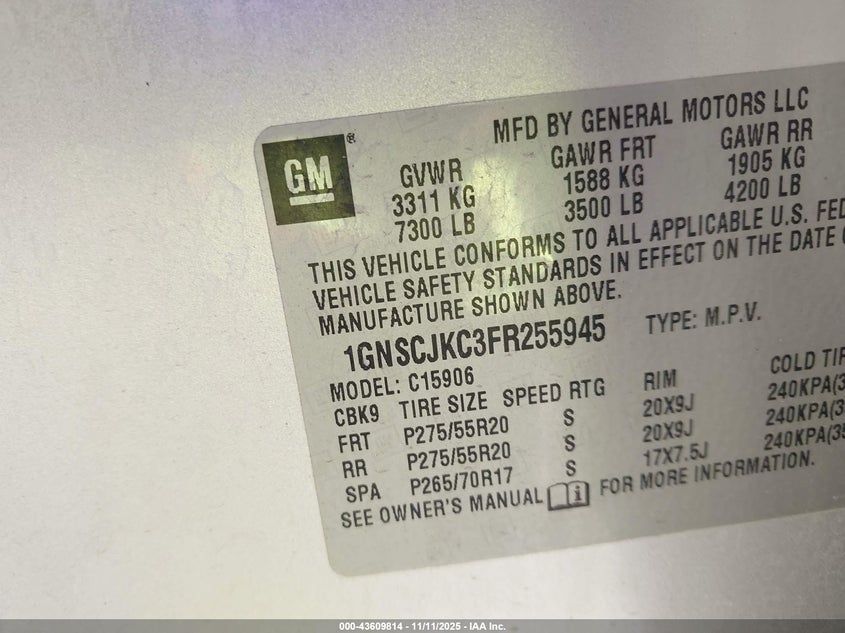 MFD BY GENERAL MOTORS LLC
GM®
GVWR GAWR FRT GAWR RR
3311 KG 1588 KG 1905 KG
7300 LB 3500 LB 4200 LB
THIS VEHICLE CONFORMS TO ALL APPLICABLE U.S.
VEHICLE SAFETY STANDARDS IN EFFECT ON THE DATE
MANUFACTURE SHOWN ABOVE.
1GNSCJKC3FR255945 TYPE: M.P.V.
MODEL: C15906
CBK9 TIRE SIZE SPEED RTG RIM COLD
FRT P275/55R20 S 20X9J 240KPA
RR P275/55R20 S 20X9J 240KPA
SPA P265/70R17 S 17X7.5J 240KPA
SEE OWNER'S MANUAL FOR MORE INFORMATION.
000-43609814 - 11/11/2025 - IAA Inc.